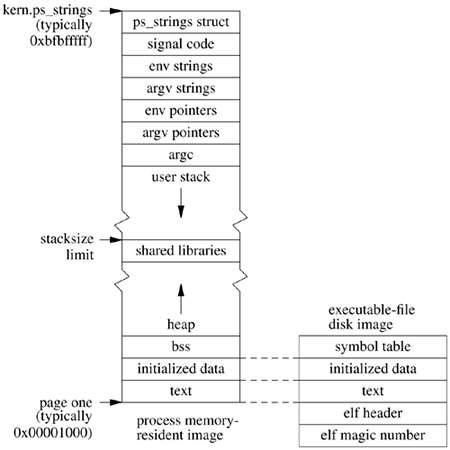 kern.ps_strings
(typically
0xbfbfffff)
ps_strings struct
signal code
env strings
argv strings
env pointers
argv pointers
argc
user stack
stacksize
limit
shared libraries
heap
bss
initialized data
text
page one
(typically
0x00001000)
process memory-
resident image
executable-file
disk image
symbol table
initialized data
text
elf header
elf magic number